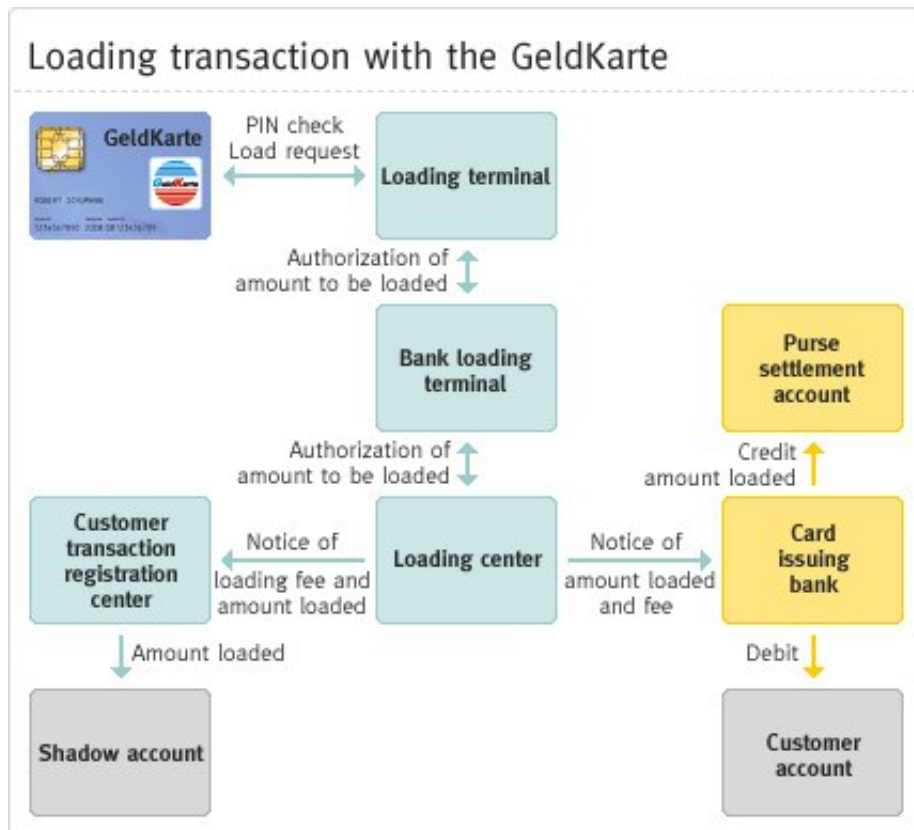 Loading transaction with the GeldKarte
GeldKarte
GeldKarte
PIN check
Load request
Loading terminal
Authorization of
amount to be loaded
Bank loading
terminal
Purse
settlement
account
Authorization of
amount to be loaded
Credit
amount loaded
Customer
transaction
registration
center
Notice of
loading fee and
amount loaded
Loading center
Notice of
amount loaded
and fee
Card
issuing
bank
Amount loaded
Debit
Shadow account
Customer
account